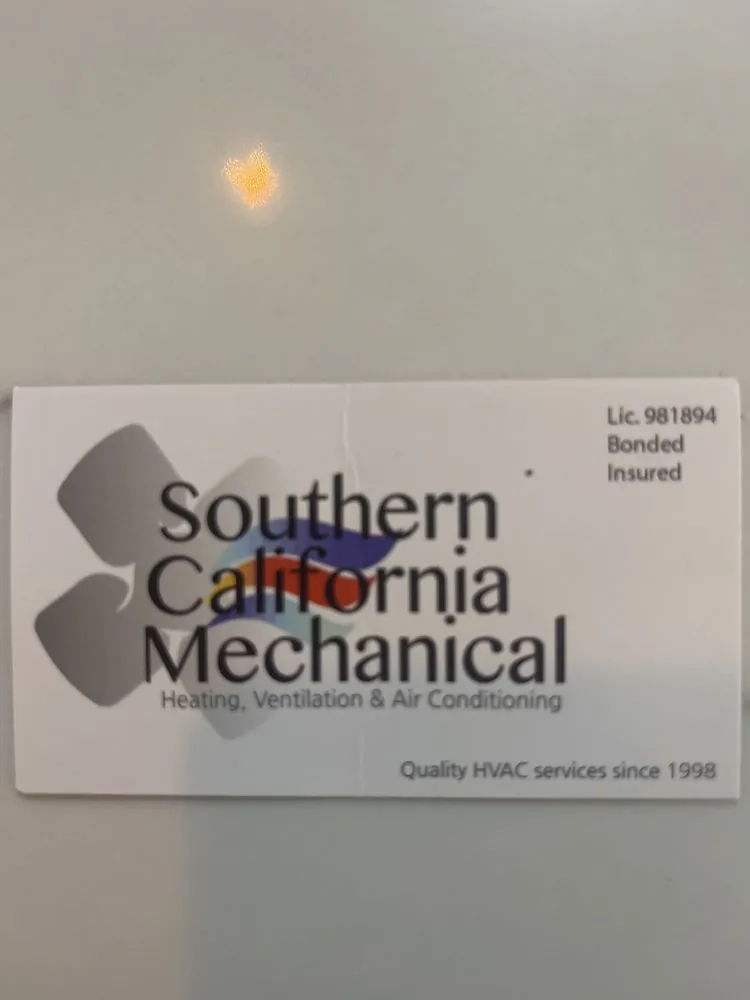 Lic. 981894
Bonded
Insured
Southern
California
Mechanical
Heating, Ventilation & Air Conditioning
Quality HVAC services since 1998